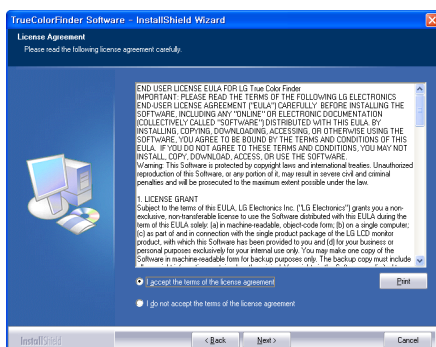 TrueColorFinder Software - InstallShield Wizard
License Agreement
Please read the following license agreement carefully.
END USER LICENSE EULA FOR LG True Color Finder
IMPORTANT: PLEASE READ THE TERMS OF THE FOLLOWING LG ELECTRONICS
END-USER LICENSE AGREEMENT ("EULA") CAREFULLY BEFORE INSTALLING THE
SOFTWARE, INCLUDING ANY "ONLINE" OR ELECTRONIC DOCUMENTATION
(COLLECTIVELY CALLED "SOFTWARE") DISTRIBUTED WITH THIS EULA. BY
INSTALLING, COPYING, DOWNLOADING, ACCESSING, OR OTHERWISE USING THE
SOFTWARE, YOU AGREE TO BE BOUND BY THE TERMS AND CONDITIONS OF THIS
EULA. IF YOU DO NOT AGREE TO THESE TERMS AND CONDITIONS, YOU MAY NOT
INSTALL, COPY, DOWNLOAD, ACCESS, OR USE THE SOFTWARE.
Warning: This Software is protected by copyright laws and international treaties. Unauthorized
reproduction of this Software, or any portion of it, may result in severe civil and criminal
penalties and will be prosecuted to the maximum extent possible under the law.
1. LICENSE GRANT
Subject to the terms of this EULA, LG Electronics Inc. ("LG Electronics") grants you a non-
exclusive, non-transferable license to use the Software distributed with this EULA during the
term of this EULA solely: (a) in machine-readable, object-code form; (b) on a single computer;
(c) as part of and in connection with the single product package of the LG LCD monitor
product, with which this Software has been provided to you and (d) for your business or
personal purposes exclusively for your internal use only. You may make one copy of the
Software in machine-readable form for backup purposes only. The backup copy must include
I accept the terms of the license agreement
Print
I do not accept the terms of the license agreement
InstallShield
< Back
Next >
Cancel